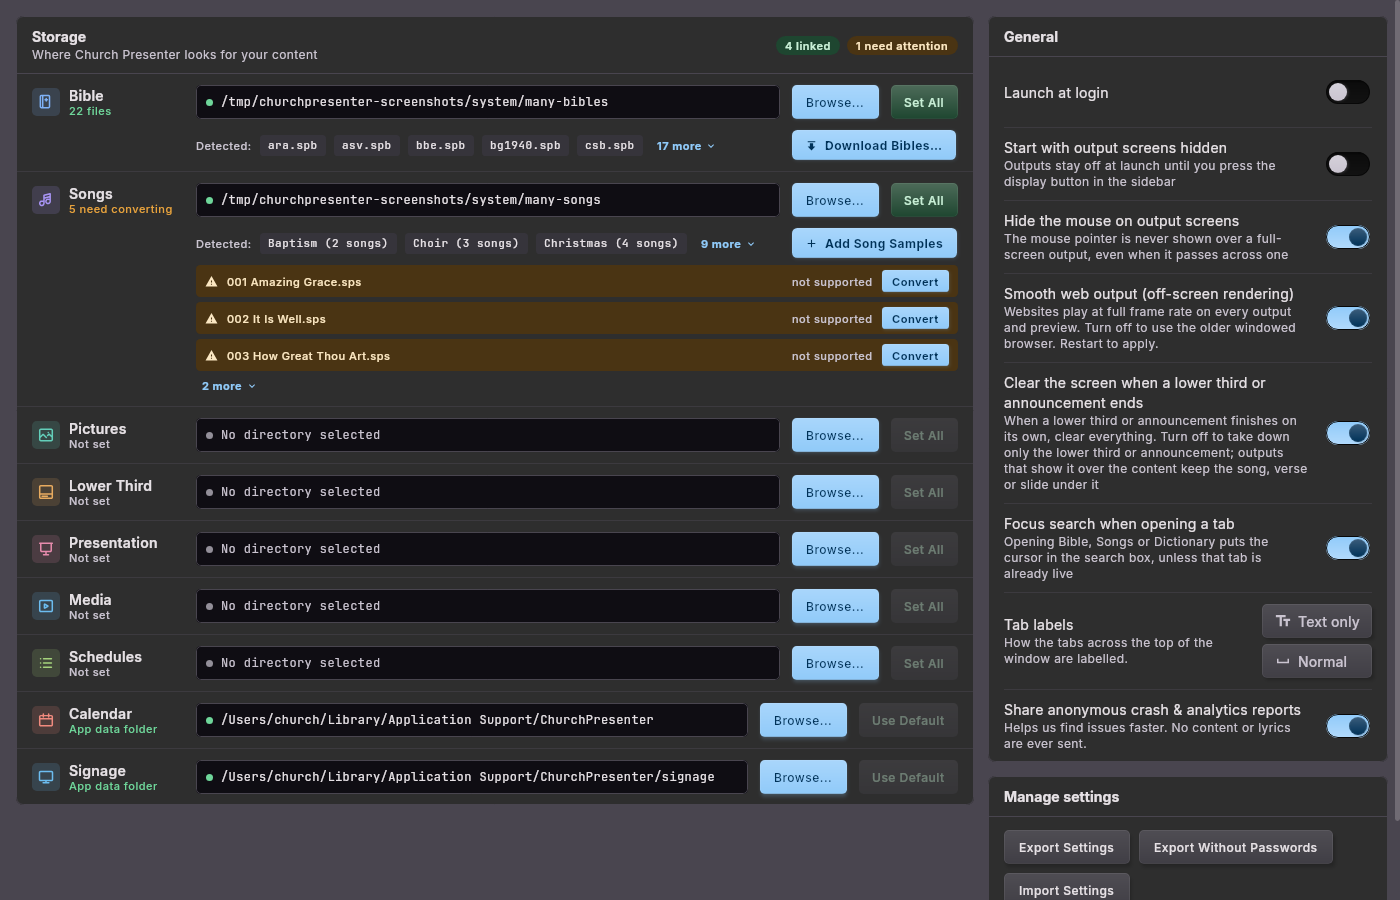 Storage
Where Church Presenter looks for your content
4 linked
1 need attention
Bible
22 files
/tmp/churchpresenter-screenshots/system/many-bibles
Browse...
Set All
Detected:
ara.spb
asv.spb
bbe.spb
bg1940.spb
csb.spb
17 more
Download Bibles...
Songs
5 need converting
/tmp/churchpresenter-screenshots/system/many-songs
Browse...
Set All
Detected:
Baptism (2 songs)
Choir (3 songs)
Christmas (4 songs)
9 more
+ Add Song Samples
001 Amazing Grace.sps
not supported
Convert
002 It Is Well.sps
not supported
Convert
003 How Great Thou Art.sps
not supported
Convert
2 more
Pictures
Not set
No directory selected
Browse...
Set All
Lower Third
Not set
No directory selected
Browse...
Set All
Presentation
Not set
No directory selected
Browse...
Set All
Media
Not set
No directory selected
Browse...
Set All
Schedules
Not set
No directory selected
Browse...
Set All
Calendar
App data folder
/Users/church/Library/Application Support/ChurchPresenter
Browse...
Use Default
Signage
App data folder
/Users/church/Library/Application Support/ChurchPresenter/signage
Browse...
Use Default
General
Launch at login
Start with output screens hidden
Outputs stay off at launch until you press the
display button in the sidebar
Hide the mouse on output screens
The mouse pointer is never shown over a full-
screen output, even when it passes across one
Smooth web output (off-screen rendering)
Websites play at full frame rate on every output
and preview. Turn off to use the older windowed
browser. Restart to apply.
Clear the screen when a lower third or
announcement ends
When a lower third or announcement finishes on
its own, clear everything. Turn off to take down
only the lower third or announcement; outputs
that show it over the content keep the song, verse
or slide under it
Focus search when opening a tab
Opening Bible, Songs or Dictionary puts the
cursor in the search box, unless that tab is
already live
Tab labels
How the tabs across the top of the
window are labelled.
Text only
Normal
Share anonymous crash & analytics reports
Helps us find issues faster. No content or lyrics
are ever sent.
Manage settings
Export Settings
Export Without Passwords
Import Settings